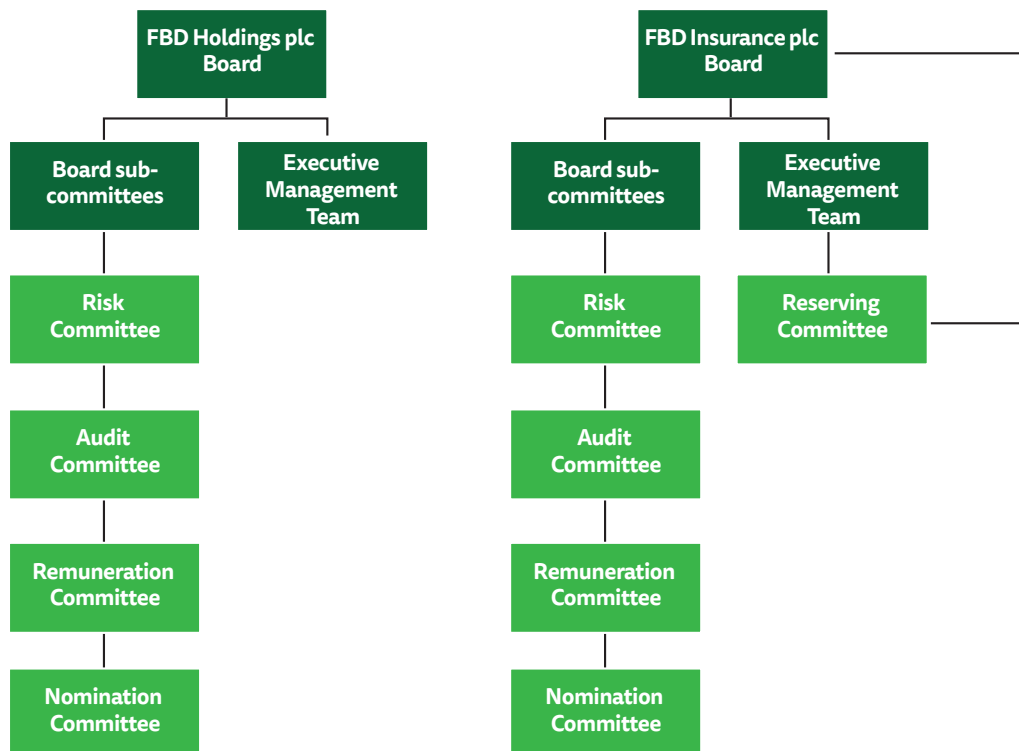 FBD Holdings plc
Board
Board sub-
committees
Executive
Management
Team
Risk
Committee
Audit
Committee
Remuneration
Committee
Nomination
Committee
FBD Insurance plc
Board
Board sub-
committees
Executive
Management
Team
Risk
Committee
Reserving
Committee
Audit
Committee
Remuneration
Committee
Nomination
Committee